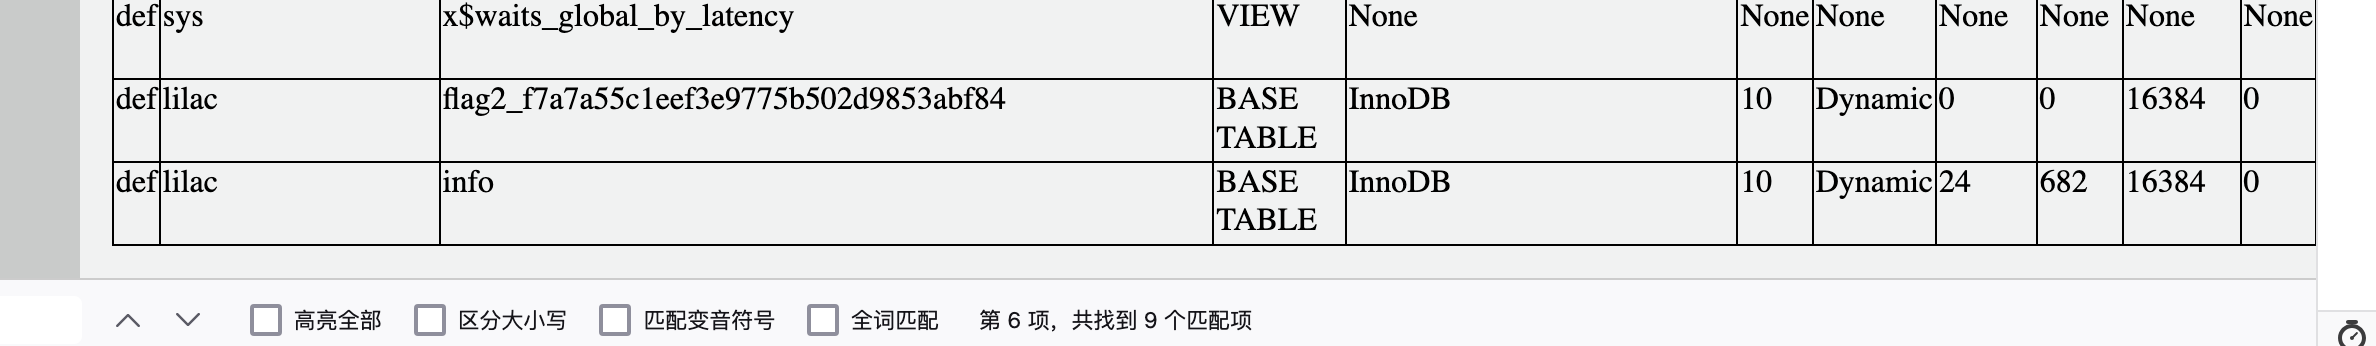 def sys x$waits_global_by_latency VIEW None None None None None None None
def lilac flag2_f7a7a55c1eef3e9775b502d9853abf84 BASE InnoDB 10 Dynamic 0 0 16384 0
TABLE
def lilac info BASE InnoDB 10 Dynamic 24 682 16384 0
TABLE
高亮全部 区分大小写 匹配变音符号 全词匹配 第 6 项，共找到 9 个匹配项